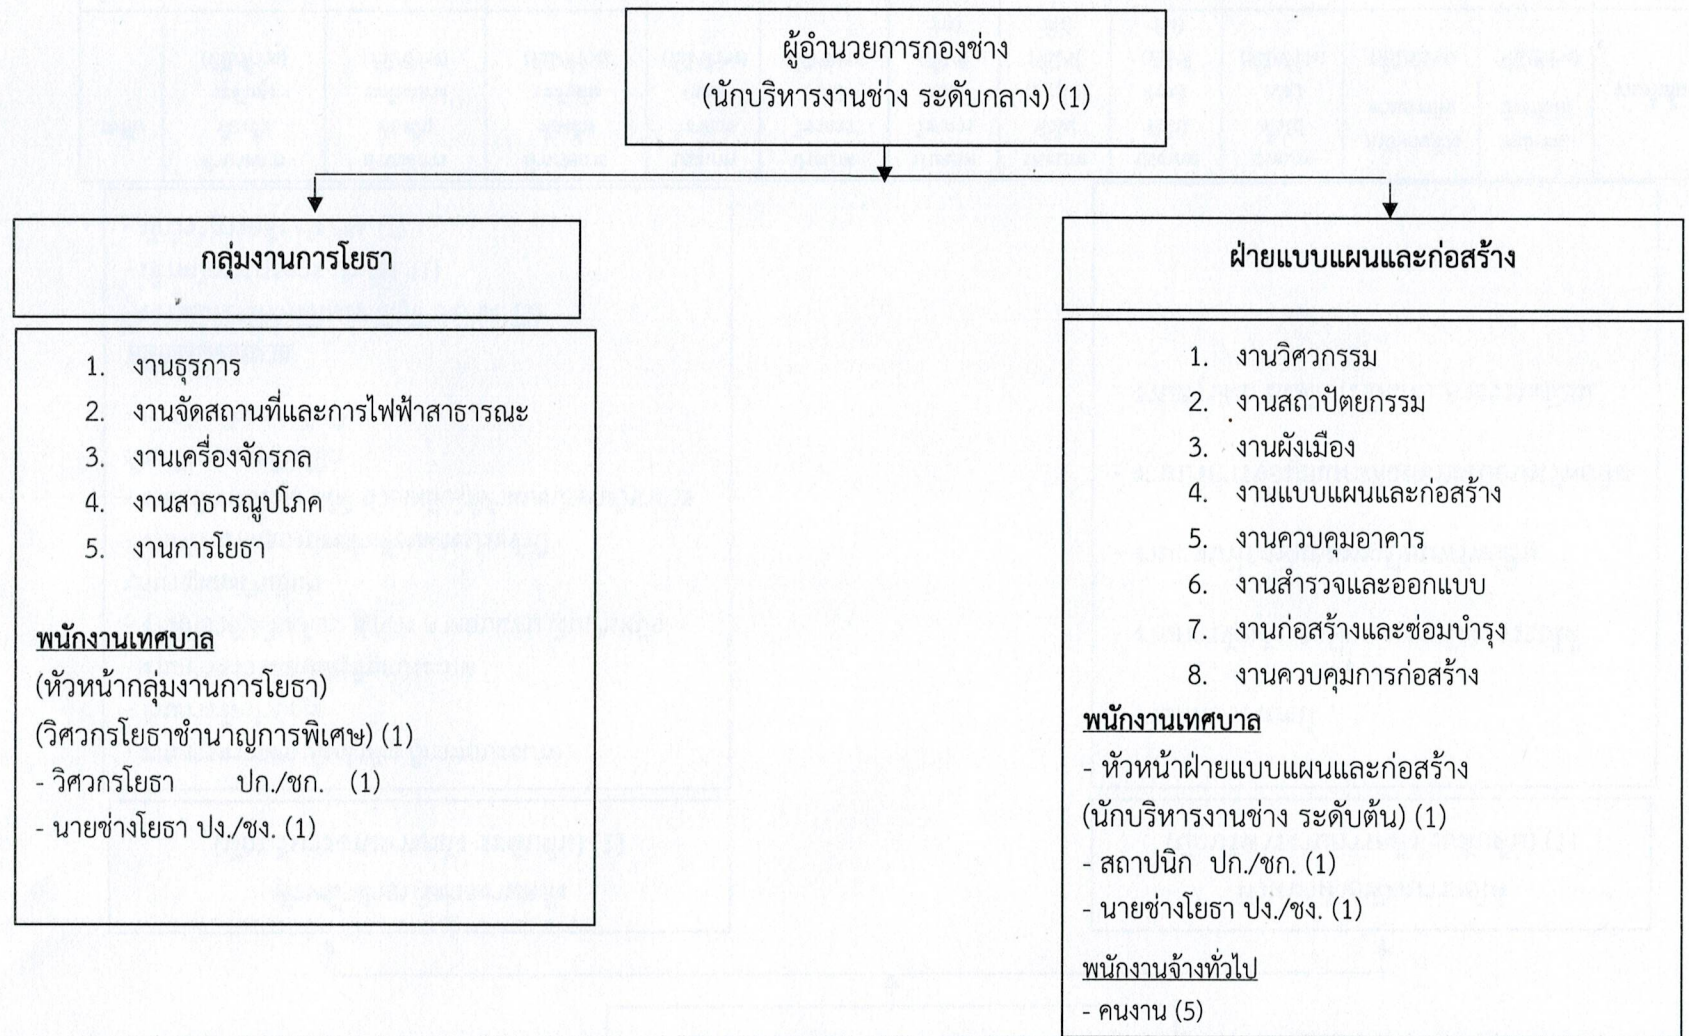 ผู้อำนวยการกองช่าง
(นักบริหารงานช่าง ระดับกลาง) (1)
กลุ่มงานการโยธา
1. งานธุรการ
2. งานจัดสถานที่และการไฟฟ้าสาธารณะ
3. งานเครื่องจักรกล
4. งานสาธารณูปโภค
5. งานการโยธา
พนักงานเทศบาล
(หัวหน้ากลุ่มงานการโยธา)
(วิศวกรโยธาชำนาญการพิเศษ) (1)
- วิศวกรโยธา ปก./ชก. (1)
- นายช่างโยธา ปง./ชง. (1)
ฝ่ายแบบแผนและก่อสร้าง
1. งานวิศวกรรม
2. งานสถาปัตยกรรม
3. งานผังเมือง
4. งานแบบแผนและก่อสร้าง
5. งานควบคุมอาคาร
6. งานสำรวจและออกแบบ
7. งานก่อสร้างและซ่อมบำรุง
8. งานควบคุมการก่อสร้าง
พนักงานเทศบาล
- หัวหน้าฝ่ายแบบแผนและก่อสร้าง
(นักบริหารงานช่าง ระดับต้น) (1)
- สถาปนิก ปก./ชก. (1)
- นายช่างโยธา ปง./ชง. (1)
พนักงานจ้างทั่วไป
- คนงาน (5)